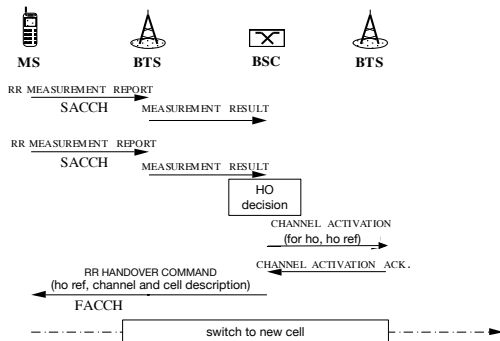 MS
BTS
BSC
BTS
RR MEASUREMENT REPORT
SACCH
MEASUREMENT RESULT
RR MEASUREMENT REPORT
SACCH
MEASUREMENT RESULT
HO
decision
CHANNEL ACTIVATION
(for ho, ho ref)
CHANNEL ACTIVATION ACK.
RR HANDOVER COMMAND
(ho ref, channel and cell description)
FACCH
switch to new cell